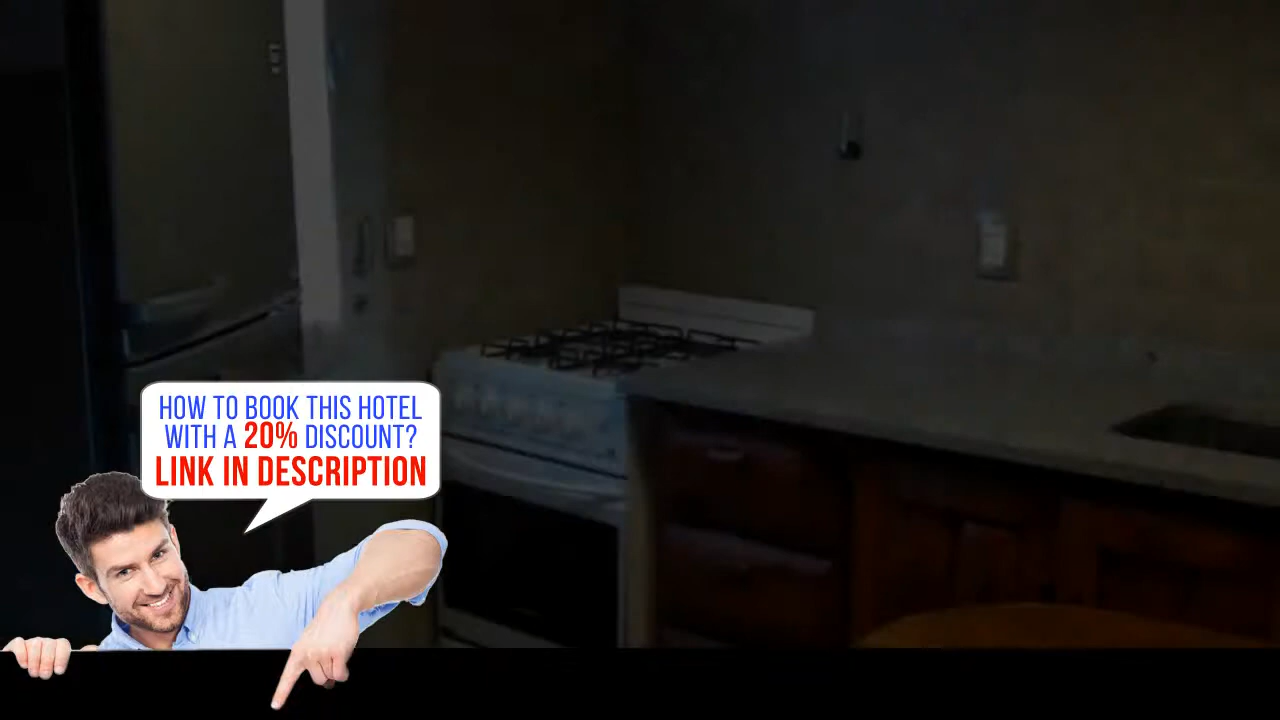 HOW TO BOOK THIS HOTEL
WITH A 20% DISCOUNT?
LINK IN DESCRIPTION